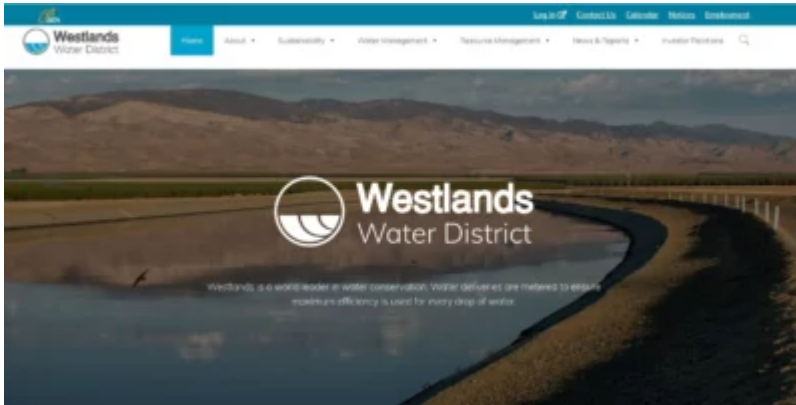 Log In Contact Us Calendar Notices Employment
Westlands
Water District
Home About Sustainability Water Management Resource Management News & Reports Investor Relations
Westlands
Water District
Westlands is a world leader in water conservation. Water deliveries are metered to ensure
maximum efficiency is used for every drop of water.